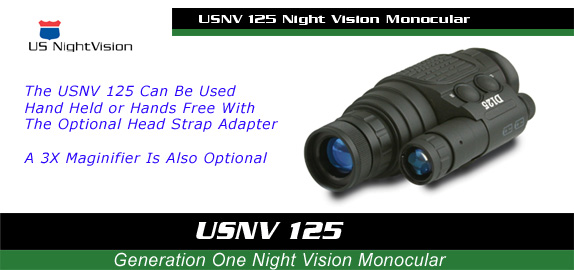 USNV 125 Night Vision Monocular
US NightVision
The USNV 125 Can Be Used
Hand Held or Hands Free With
The Optional Head Strap Adapter
A 3X Maginifier Is Also Optional
D125
USNV 125
Generation One Night Vision Monocular